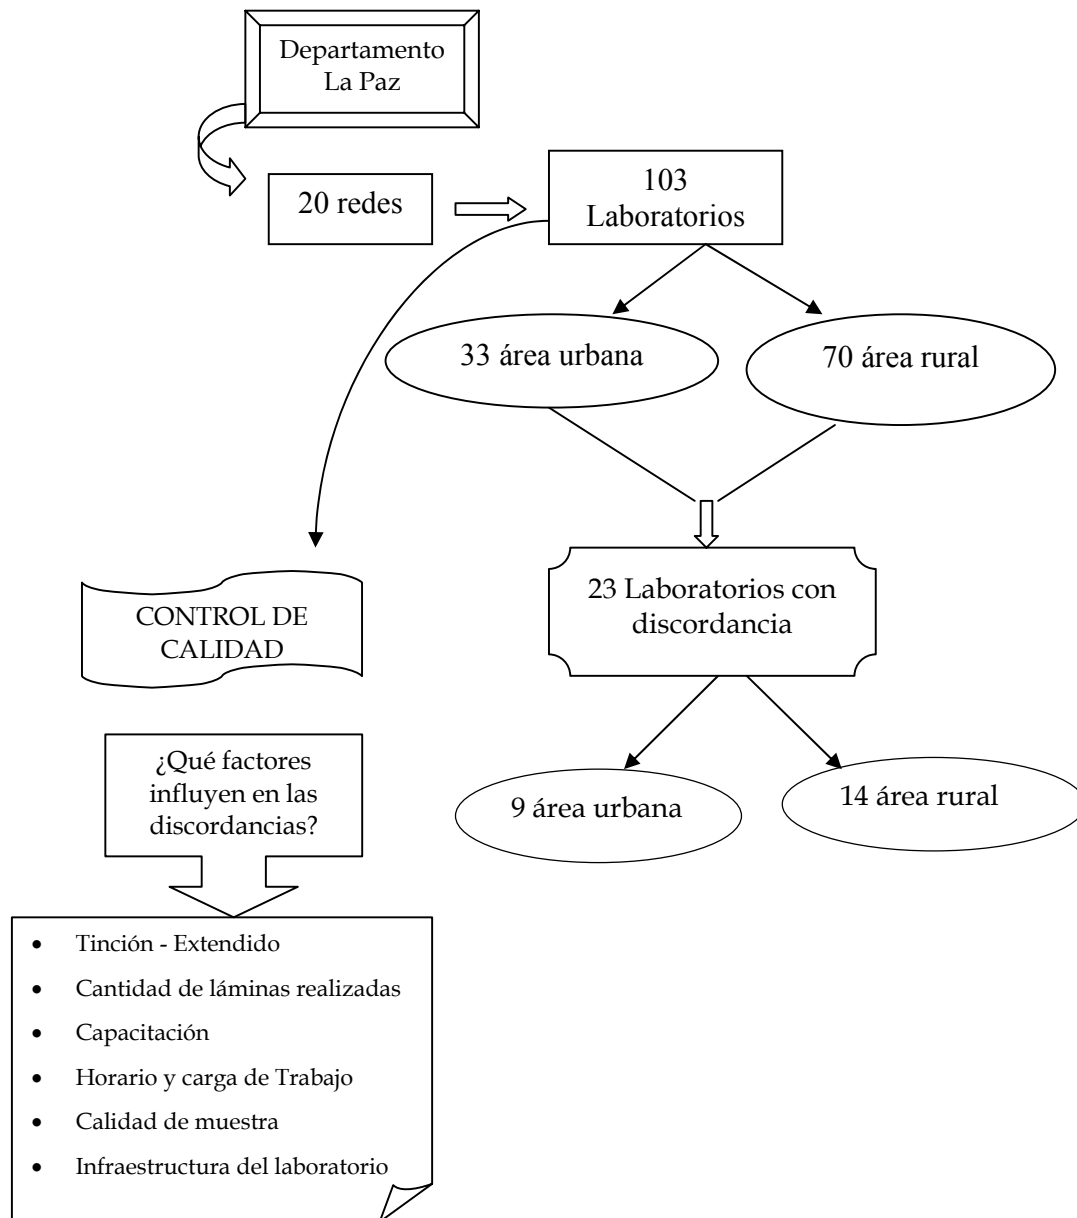 Departamento
La Paz
20 redes
103
Laboratorios
33 área urbana
70 área rural
23 Laboratorios con
discordancia
9 área urbana
14 área rural
CONTROL DE
CALIDAD
¿Qué factores
influyen en las
discordancias?
• Tinción - Extendido
• Cantidad de láminas realizadas
• Capacitación
• Horario y carga de Trabajo
• Calidad de muestra
• Infraestructura del laboratorio